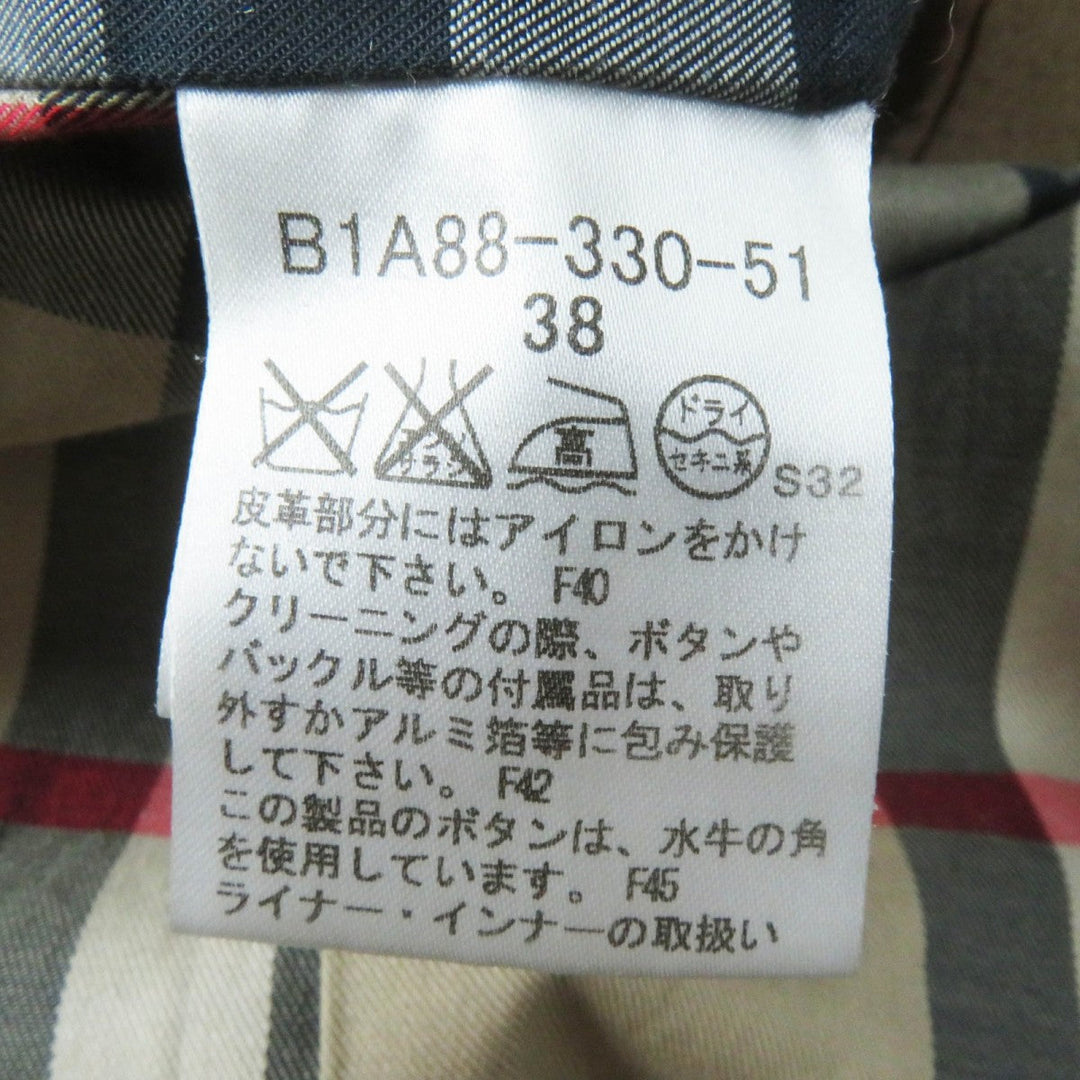 B1A88-330-51
38
エンソ
サラシ
高
ドライ
セキユ系
S32
皮革部分にはアイロンをかけ
ないで下さい。 F40
クリーニングの際、ボタンや
バックル等の付属品は、取り
外すかアルミ箔等に包み保護
して下さい。 F42
この製品のボタンは、水牛の角
を使用しています。 F45
ライナー・インナーの取扱い